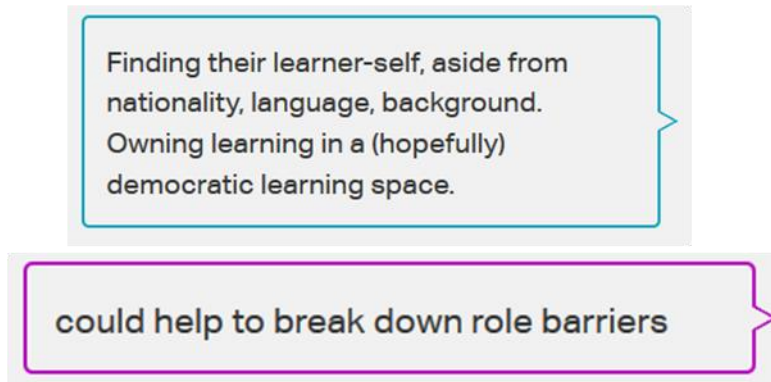 Finding their learner-self, aside from
nationality, language, background.
Owning learning in a (hopefully)
democratic learning space.
could help to break down role barriers